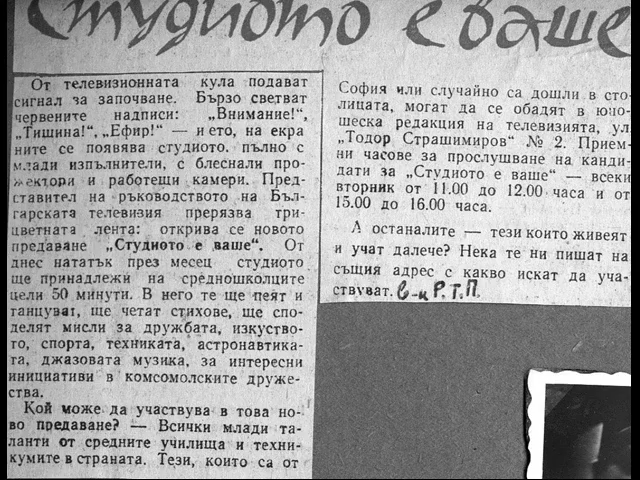 Студиото е ваше
От телевизионната кула подават
сигнал за започване. Бързо светват
червените надписи: „Внимание!“,
„Тишина!“, „Ефир!“ — и ето, на екра
ните се появява студиото. пълно с
млади изпълнители, с блеснали про-
жектори и работещи камери. Пред-
ставител на ръководството на Бъл-
гарската телевизия прерязва три-
цветната лента: открива се новото
предаване „Студиото е ваше“. От
днес нататък през месец студиото
ще принадлежи на средношколците
цели 50 минути. В него те ще пеят и
танцуват, ще четат стихове, ще спо-
делят мисли за дружбата, изкуство-
то, спорта, техниката, астронавтика-
та, джазовата музика, за интересни
инициативи в комсомолските друже-
ства.
Кой може да участвува в това но-
во предаване? — Всички млади та-
ланти от средните училища и техни-
кумите в страната. Тези, които са от
София или случайно са дошли в сто-
лицата, могат да се обадят в юно-
шеска редакция на телевизията, ул.
„Тодор Страшимиров“ № 2. Прием-
ни часове за прослушване на канди-
дати за „Студиото е ваше“ — всеки
вторник от 11.00 до 12.00 часа и от
15.00 до 16.00 часа.
А останалите — тези които живеят
и учат далече? Нека те ни пишат на
същия адрес с какво искат да уча-
ствуват. в-к Р.Т.П.